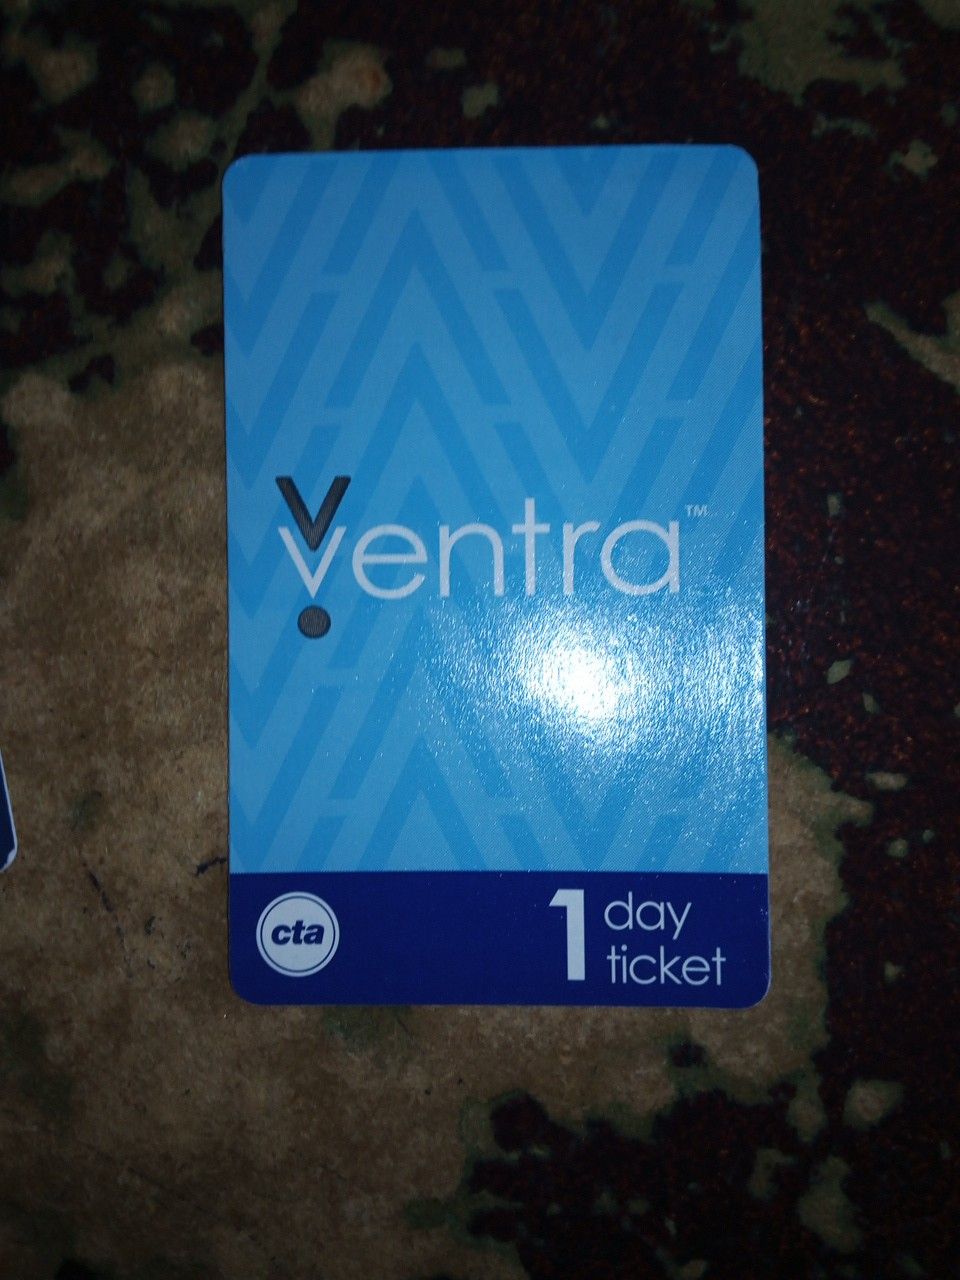 ventra™
cta
1 day
ticket